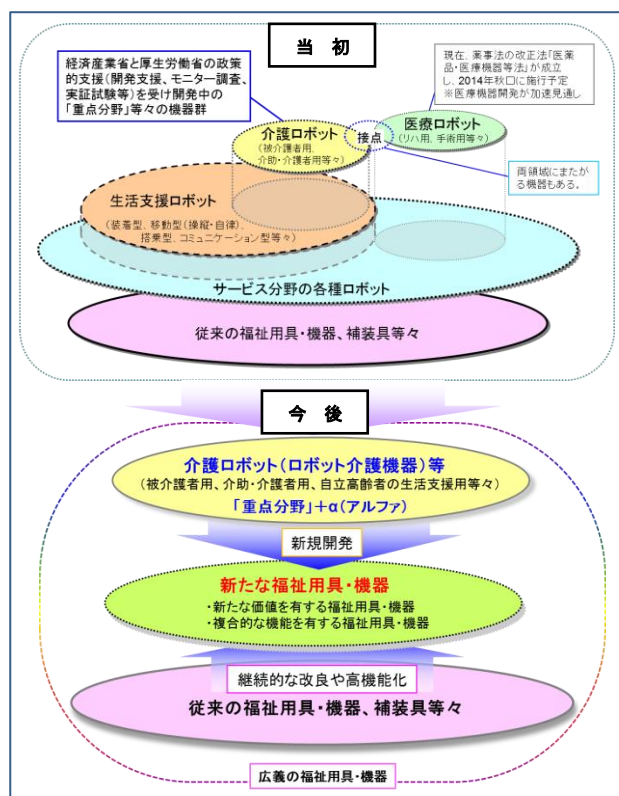 当 初
経済産業省と厚生労働省の政策
的支援(開発支援、モニター調査、
実証試験等)を受け開発中の
「重点分野」等々の機器群
現在、薬事法の改正法「医薬
品・医療機器等法」が成立
し、2014年秋口に施行予定
※医療機器開発が加速見通し
介護ロボット
(被介護者用、
介助・介護者用等々)
接点
医療ロボット
(リハ用、手術用等々)
両領域にまたが
る機器もある。
生活支援ロボット
(装着型、移動型(操縦・自律)、
搭乗型、コミュニケーション型等々)
サービス分野の各種ロボット
従来の福祉用具・機器、補装具等々
今 後
介護ロボット(ロボット介護機器)等
(被介護者用、介助・介護者用、自立高齢者の生活支援用等々)
「重点分野」+α(アルファ)
新規開発
新たな福祉用具・機器
・新たな価値を有する福祉用具・機器
・複合的な機能を有する福祉用具・機器
継続的な改良や高機能化
従来の福祉用具・機器、補装具等々
広義の福祉用具・機器